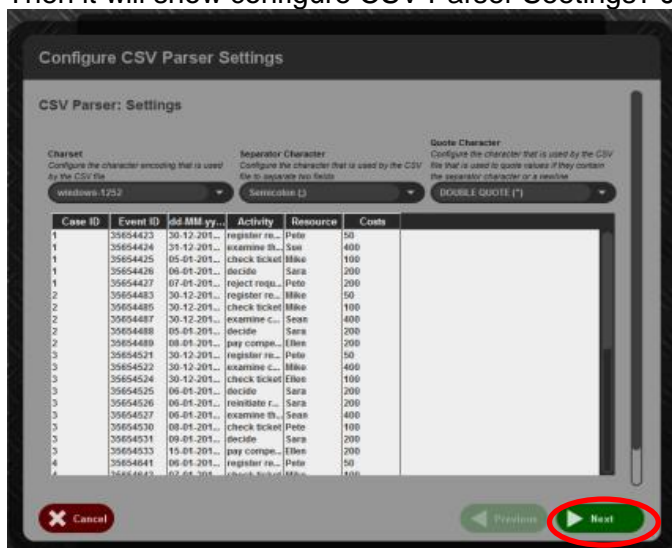 Configure CSV Parser Settings
CSV Parser: Settings
Charset
Configure the character encoding that is used
by the CSV file
windows-1252
Separator Character
Configure the character that is used by the CSV
file to separate two fields
Semicolon (;)
Quote Character
Configure the character that is used by the CSV
file that is used to quote values if they contain
the separator character or a newline
DOUBLE QUOTE (")
Case ID Event ID dd-MM-yy... Activity Resource Costs
1 35654423 30-12-201... register re... Pete 50
1 35654424 31-12-201... examine th... Sue 400
1 35654425 05-01-201... check ticket Mike 100
1 35654426 06-01-201... decide Sara 200
1 35654427 07-01-201... reject requ... Pete 200
2 35654483 30-12-201... register re... Mike 50
2 35654485 30-12-201... check ticket Mike 100
2 35654487 30-12-201... examine c... Sean 400
2 35654488 05-01-201... decide Sara 200
2 35654489 08-01-201... pay compe... Ellen 200
3 35654521 30-12-201... register re... Pete 50
3 35654522 30-12-201... examine c... Mike 400
3 35654524 30-12-201... check ticket Ellen 100
3 35654525 06-01-201... decide Sara 200
3 35654526 06-01-201... reinitiate r... Sara 200
3 35654527 06-01-201... examine th... Sean 400
3 35654530 08-01-201... check ticket Pete 100
3 35654531 09-01-201... decide Sara 200
3 35654533 15-01-201... pay compe... Ellen 200
4 35654641 06-01-201... register re... Pete 50
Cancel
Previous
Next